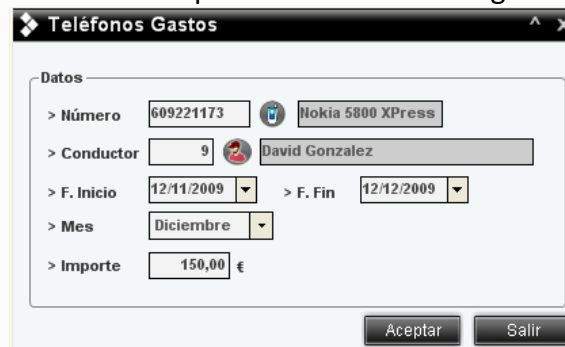 Teléfonos Gastos
Datos
> Número 609221173 Nokia 5800 XPress
> Conductor 9 David Gonzalez
> F. Inicio 12/11/2009 > F. Fin 12/12/2009
> Mes Diciembre
> Importe 150,00 €
Aceptar Salir